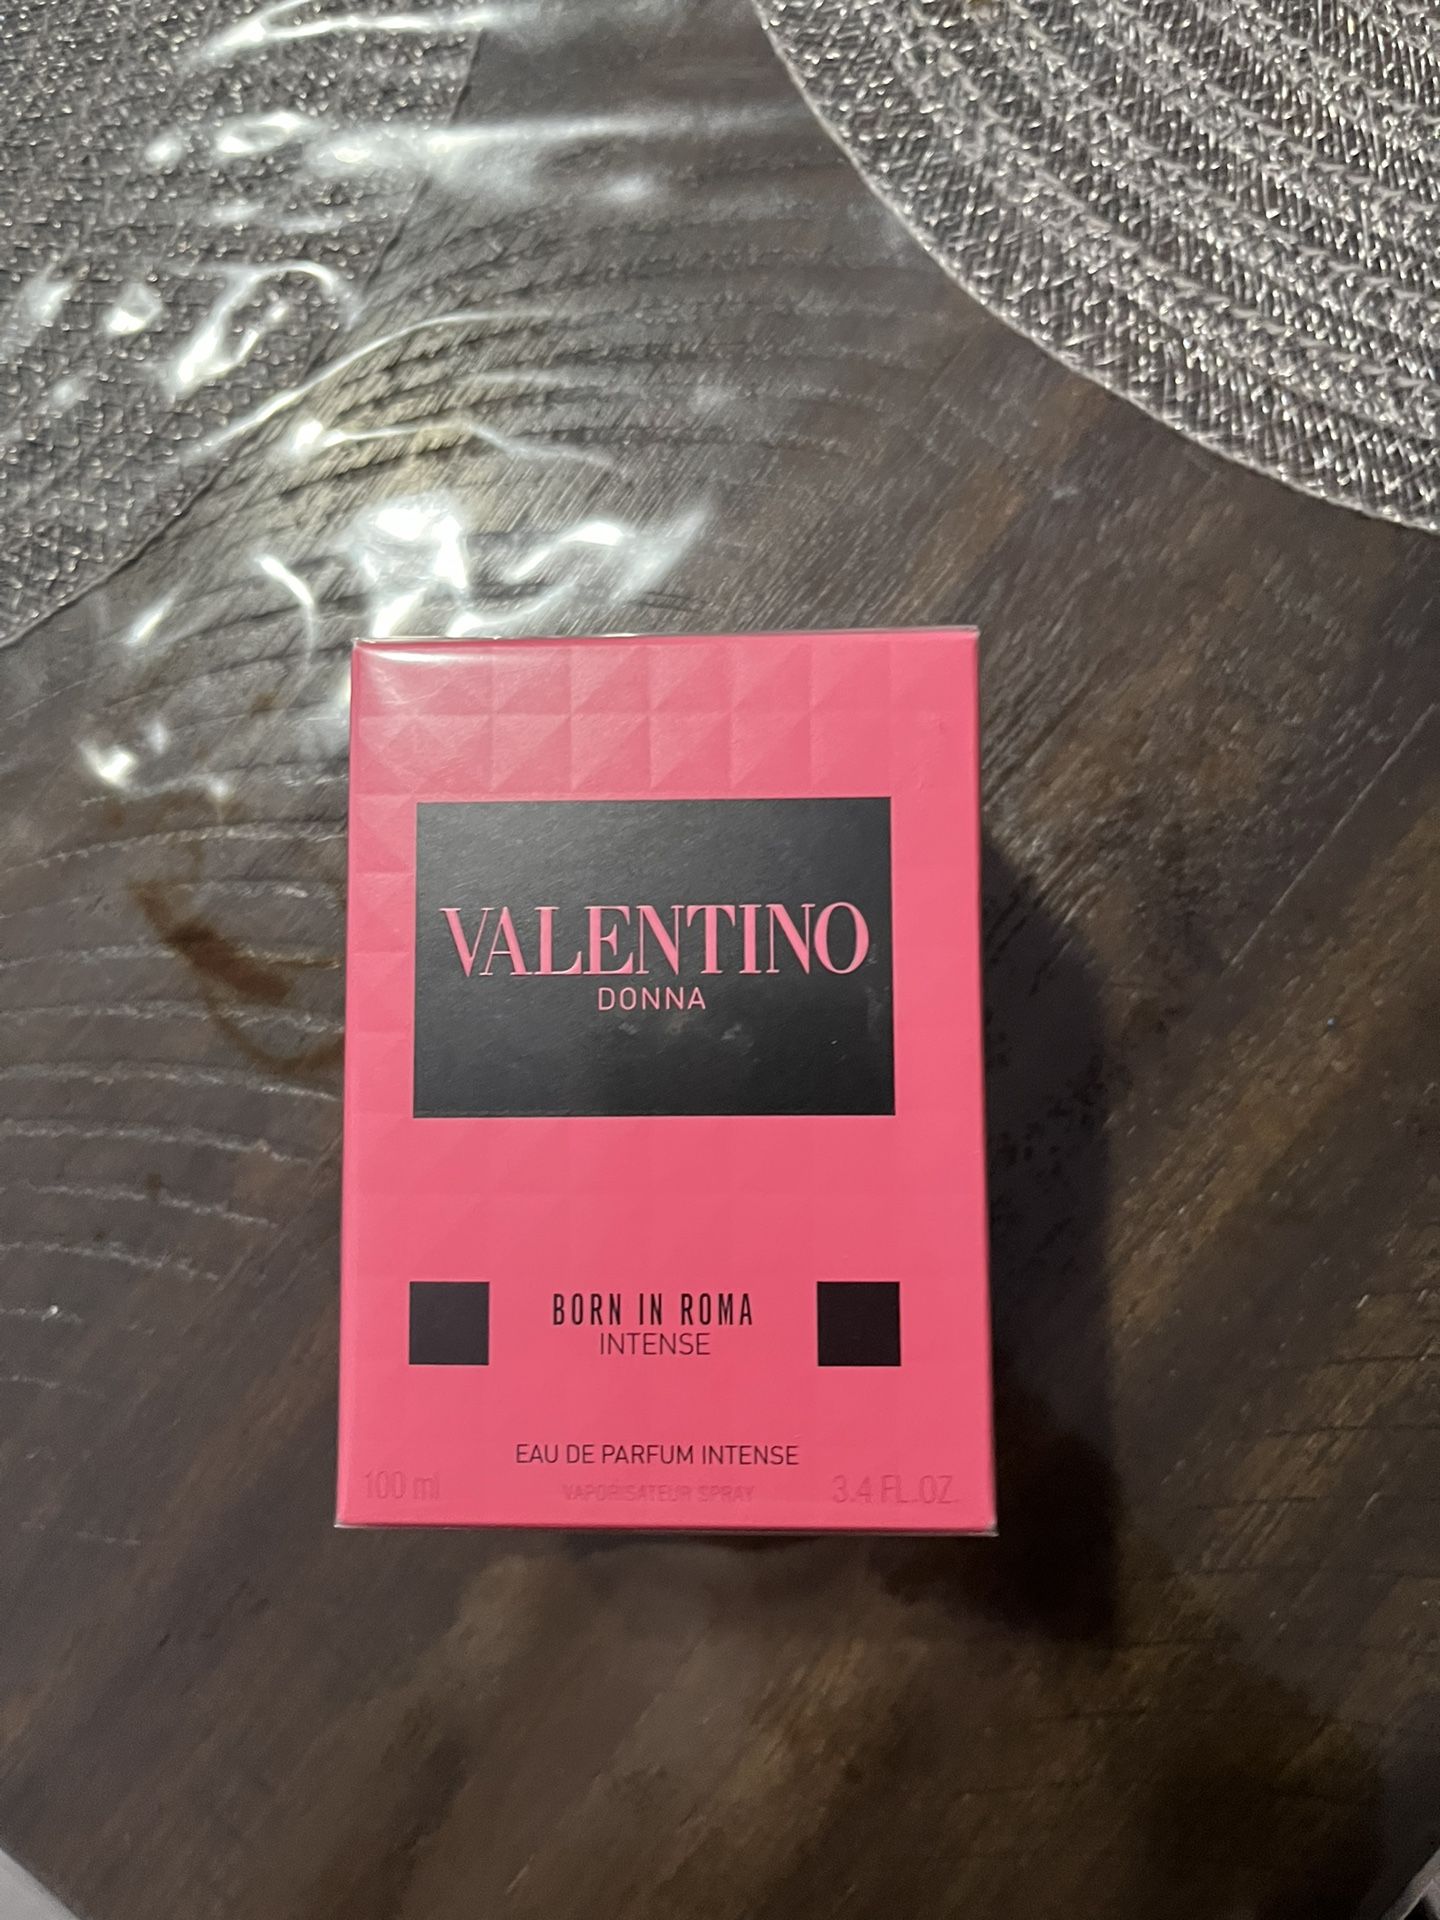 VALENTINO
DONNA
BORN IN ROMA
INTENSE
EAU DE PARFUM INTENSE
100 ml VAPORISATEUR SPRAY 3.4 FL.OZ.